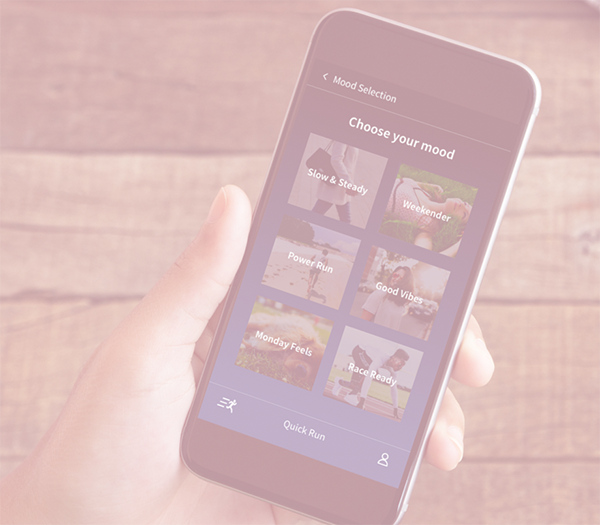 Mood Selection
Choose your mood
Slow & Steady
Weekender
Power Run
Good Vibes
Monday Feels
Race Ready
Quick Run